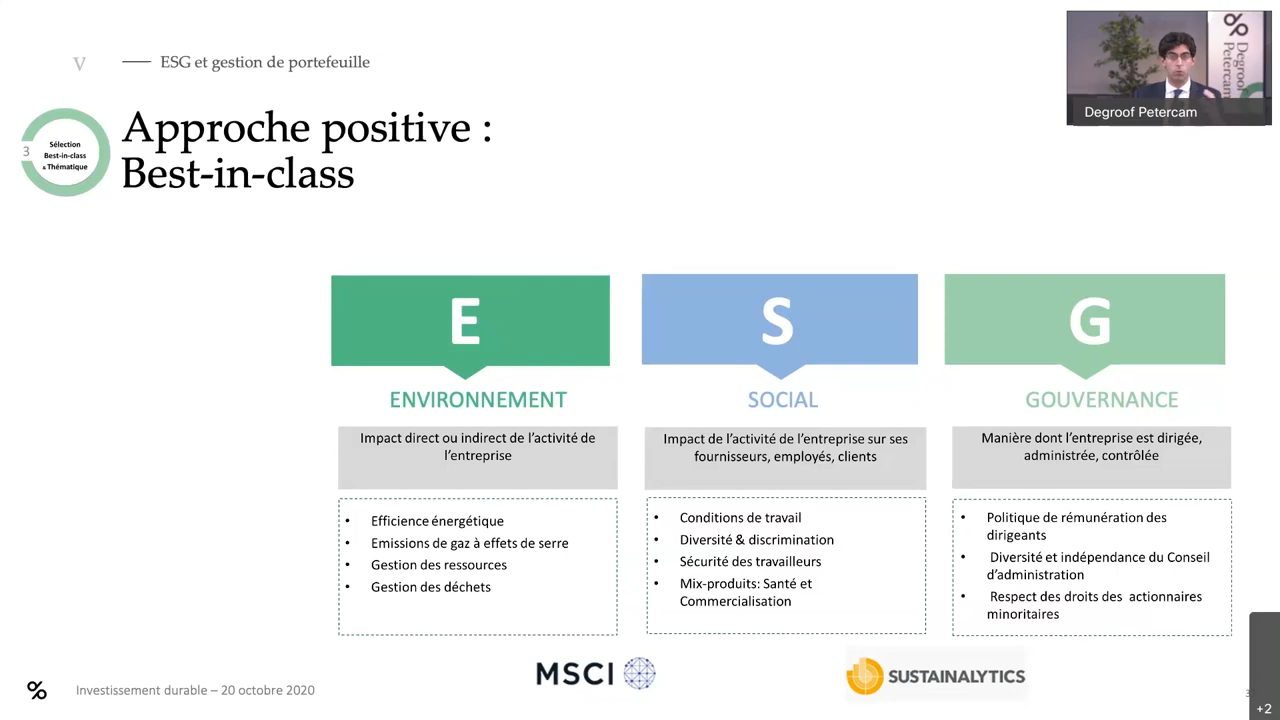 V
ESG et gestion de portefeuille
Approche positive :
Best-in-class
3
Sélection
Best-in-class
& Thématique
Degroof
Petercam
Degroof Petercam
E
S
G
ENVIRONNEMENT
SOCIAL
GOUVERNANCE
Impact direct ou indirect de l'activité de
l'entreprise
Impact de l'activité de l'entreprise sur ses
fournisseurs, employés, clients
Manière dont l'entreprise est dirigée,
administrée, contrôlée
• Efficience énergétique
• Emissions de gaz à effets de serre
• Gestion des ressources
• Gestion des déchets
• Conditions de travail
• Diversité & discrimination
• Sécurité des travailleurs
• Mix-produits: Santé et
Commercialisation
• Politique de rémunération des
dirigeants
• Diversité et indépendance du Conseil
d'administration
• Respect des droits des actionnaires
minoritaires
MSCI
SUSTAINALYTICS
Investissement durable – 20 octobre 2020
+2